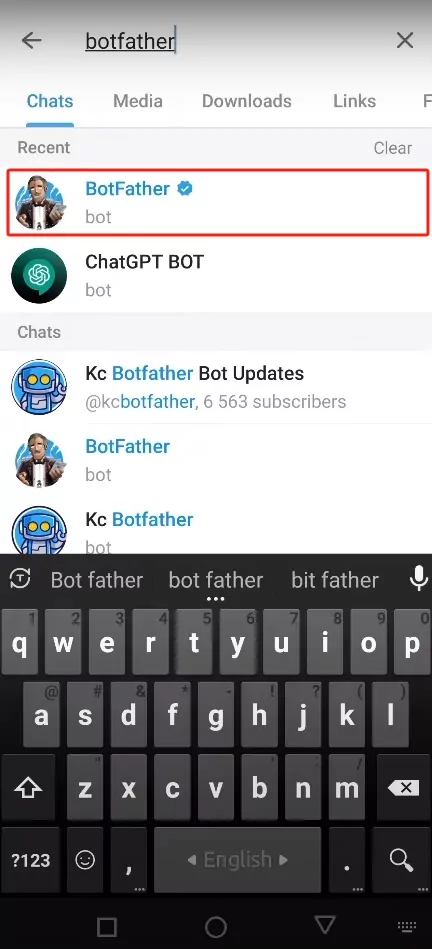 botfather
Chats Media Downloads Links F
Recent Clear
BotFather
bot
ChatGPT BOT
bot
Chats
Kc Botfather Bot Updates
@kcbotfather, 6 563 subscribers
BotFather
bot
Kc Botfather
bot
Bot father bot father bit father
1 2 3 4 5 6 7 8 9 0
q w e r t y u i o p
@ # & * - ! ? ( )
a s d f g h j k l
z x c v b n m
?123 , English .